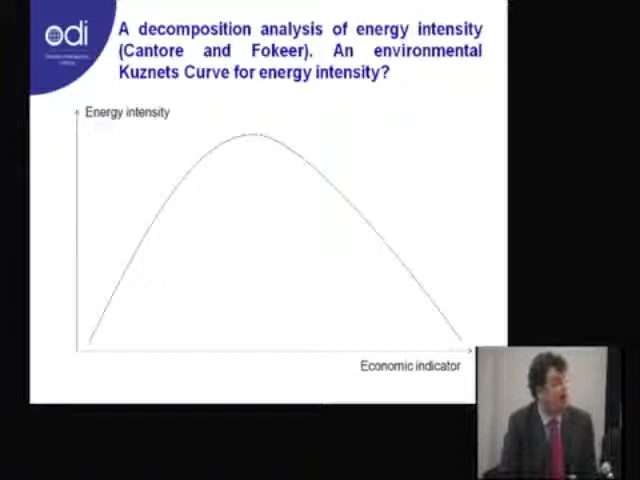 odi
A decomposition analysis of energy intensity
(Cantore and Fokeer). An environmental
Kuznets Curve for energy intensity?
Energy intensity
Economic indicator